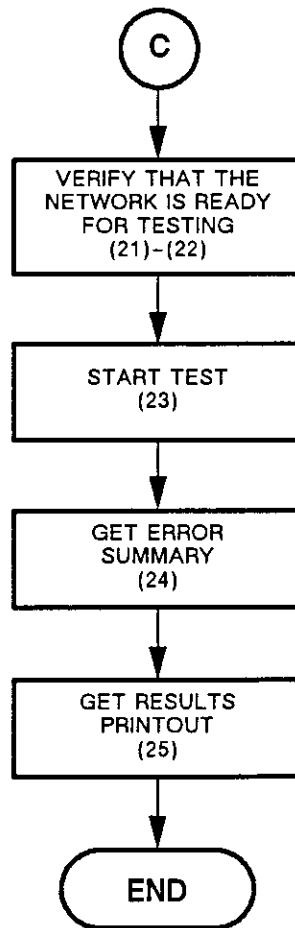 C
VERIFY THAT THE
NETWORK IS READY
FOR TESTING
(21)-(22)
START TEST
(23)
GET ERROR
SUMMARY
(24)
GET RESULTS
PRINTOUT
(25)
END